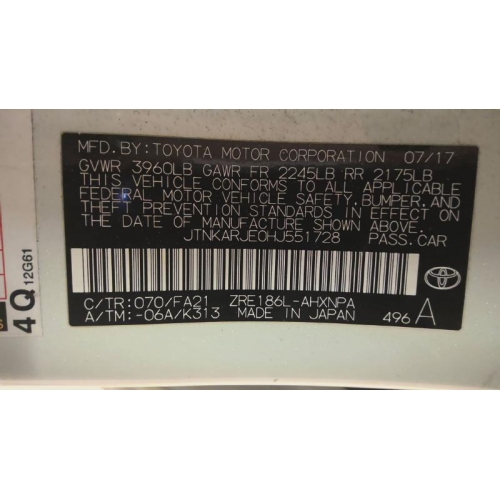 MFD. BY: TOYOTA MOTOR CORPORATION 07/17
GVWR 3960LB GAWR FR 2245LB RR 2175LB
THIS VEHICLE CONFORMS TO ALL APPLICABLE
FEDERAL MOTOR VEHICLE SAFETY, BUMPER, AND
THEFT PREVENTION STANDARDS IN EFFECT ON
THE DATE OF MANUFACTURE SHOWN ABOVE.
JTNKARJE0HJ551728 PASS.CAR
C/TR: 070/FA21 ZRE186L-AHXNPA
A/TM: -06A/K313 MADE IN JAPAN 496 A
4Q 12G61